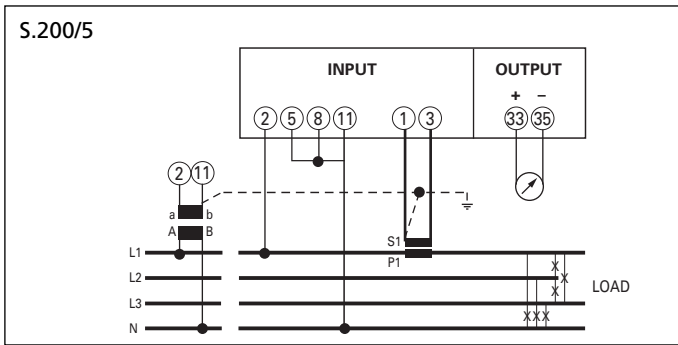 S.200/5
INPUT OUTPUT
+ –
2 5 8 11 1 3 33 35
2 11
a b
A B
S1
L1
P1
L2
LOAD
L3
X X X X X X
N